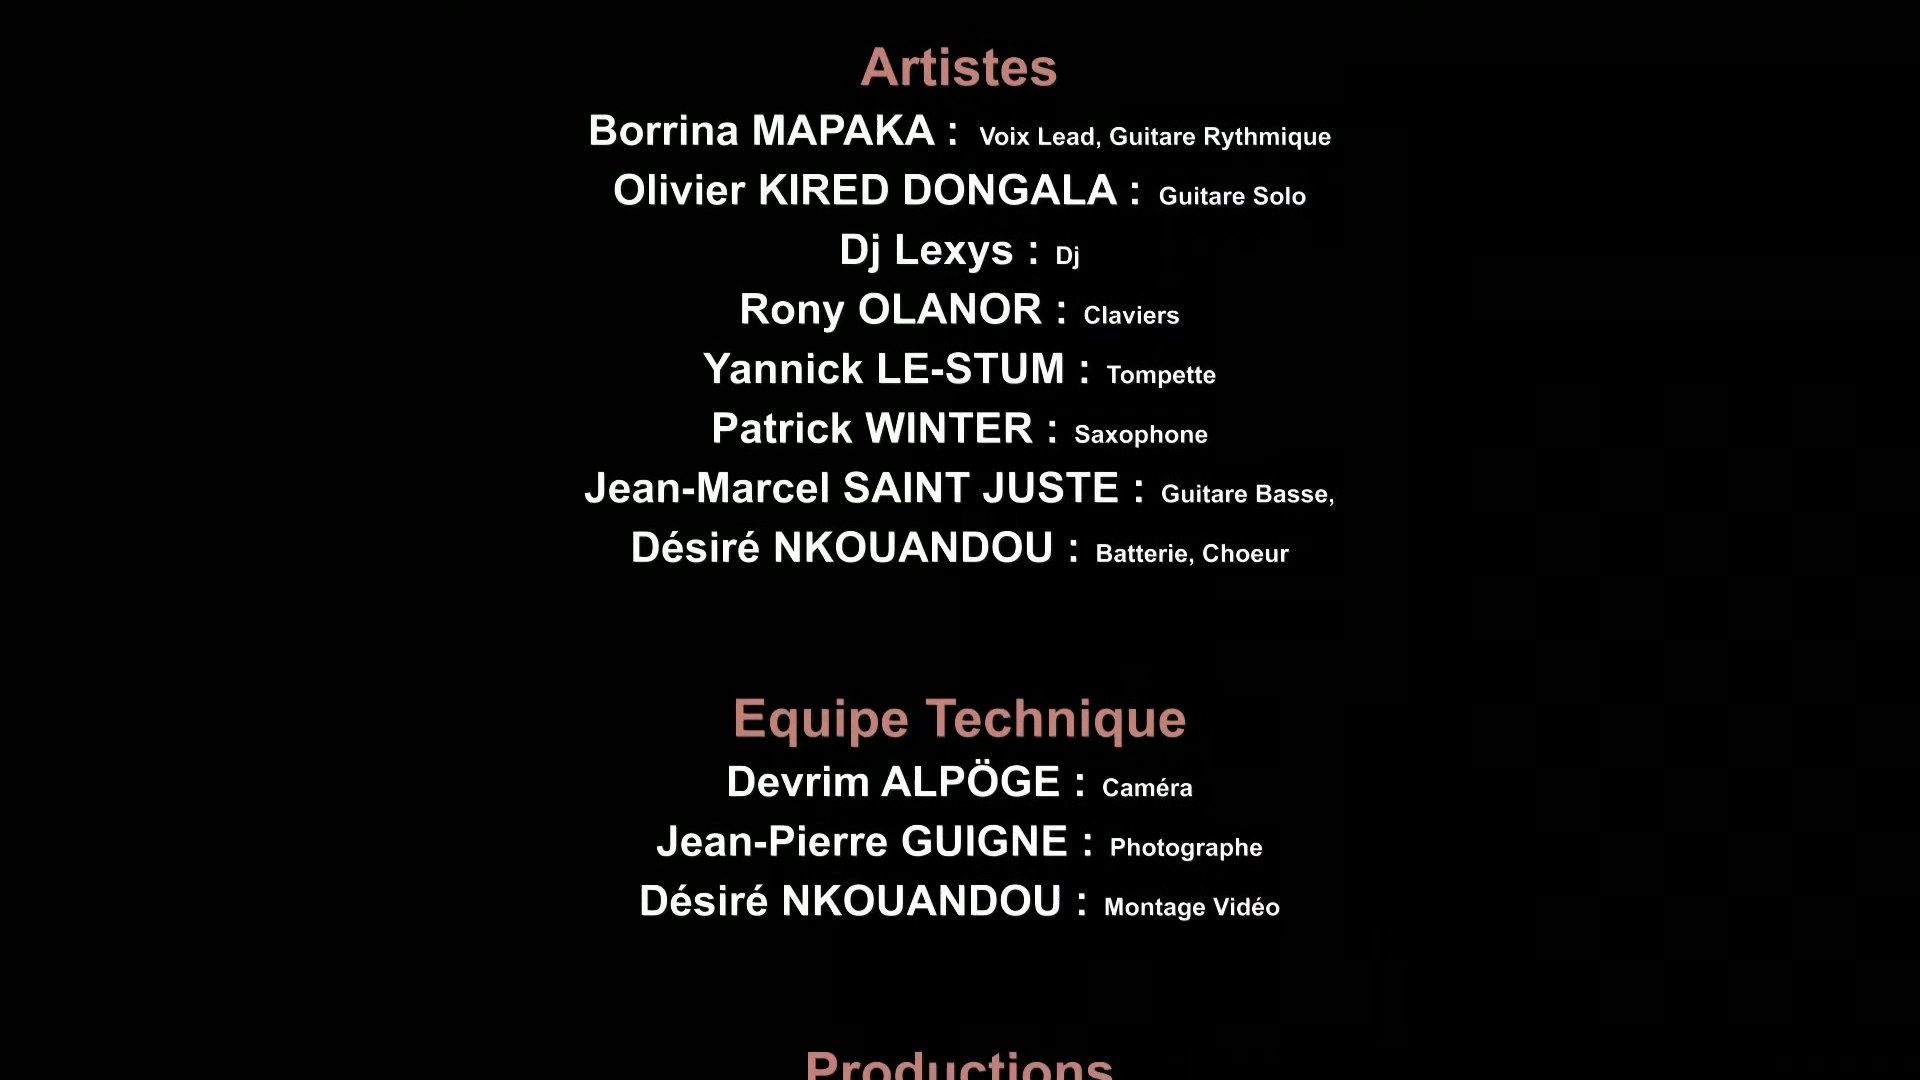 Artistes
Borrina MAPAKA : Voix Lead, Guitare Rythmique
Olivier KIRED DONGALA : Guitare Solo
Dj Lexys : Dj
Rony OLANOR : Claviers
Yannick LE-STUM : Tompette
Patrick WINTER : Saxophone
Jean-Marcel SAINT JUSTE : Guitare Basse,
Désiré NKOUANDOU : Batterie, Choeur
Equipe Technique
Devrim ALPÖGE : Caméra
Jean-Pierre GUIGNE : Photographe
Désiré NKOUANDOU : Montage Vidéo
Productions